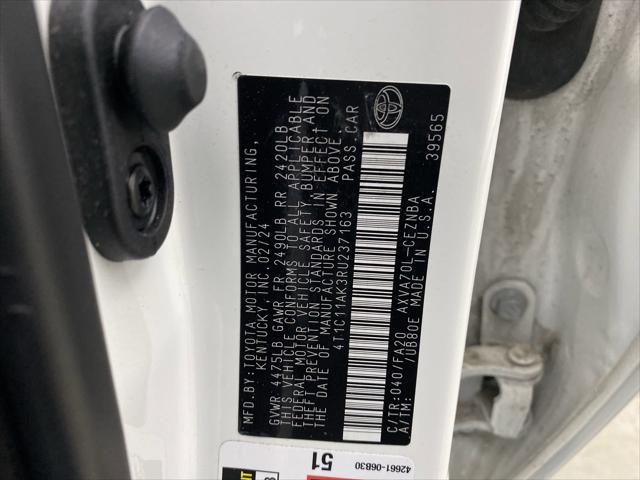 MFD.BY:TOYOTA MOTOR MANUFACTURING,
KENTUCKY, INC 02/24
GVWR 4475LB GAWR FR 2490LB RR 2420LB
THIS VEHICLE CONFORMS TO ALL APPLICABLE
FEDERAL MOTOR VEHICLE SAFETY, BUMPER AND
THEFT PREVENTION STANDARDS IN EFFECT ON
THE DATE OF MANUFACTURE SHOWN ABOVE.
4T1C11AK3RU237163 PASS.CAR
C/TR:040/FA20 AXVA70L-CEZNBA
A/TM: /UB80E MADE IN U.S.A. 39565
51
42661-06B30